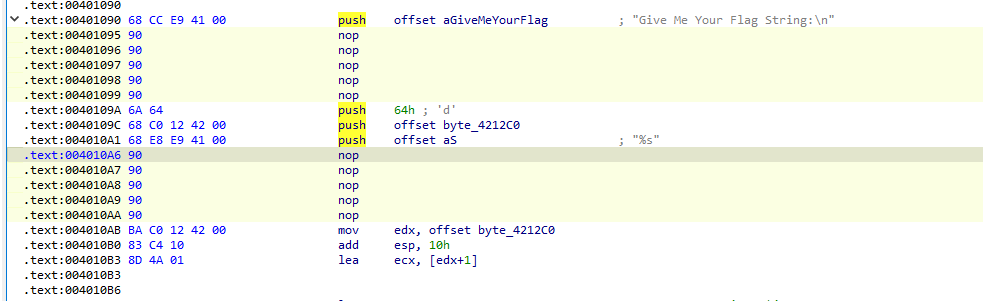 .text:00401090
.text:00401090 68 CC E9 41 00 push offset aGiveMeYourFlag ; "Give Me Your Flag String:\n"
.text:00401095 90 nop
.text:00401096 90 nop
.text:00401097 90 nop
.text:00401098 90 nop
.text:00401099 90 nop
.text:0040109A 6A 64 push 64h ; 'd'
.text:0040109C 68 C0 12 42 00 push offset byte_4212C0
.text:004010A1 68 E8 E9 41 00 push offset aS ; "%s"
.text:004010A6 90 nop
.text:004010A7 90 nop
.text:004010A8 90 nop
.text:004010A9 90 nop
.text:004010AA 90 nop
.text:004010AB BA C0 12 42 00 mov edx, offset byte_4212C0
.text:004010B0 83 C4 10 add esp, 10h
.text:004010B3 8D 4A 01 lea ecx, [edx+1]
.text:004010B3
.text:004010B6